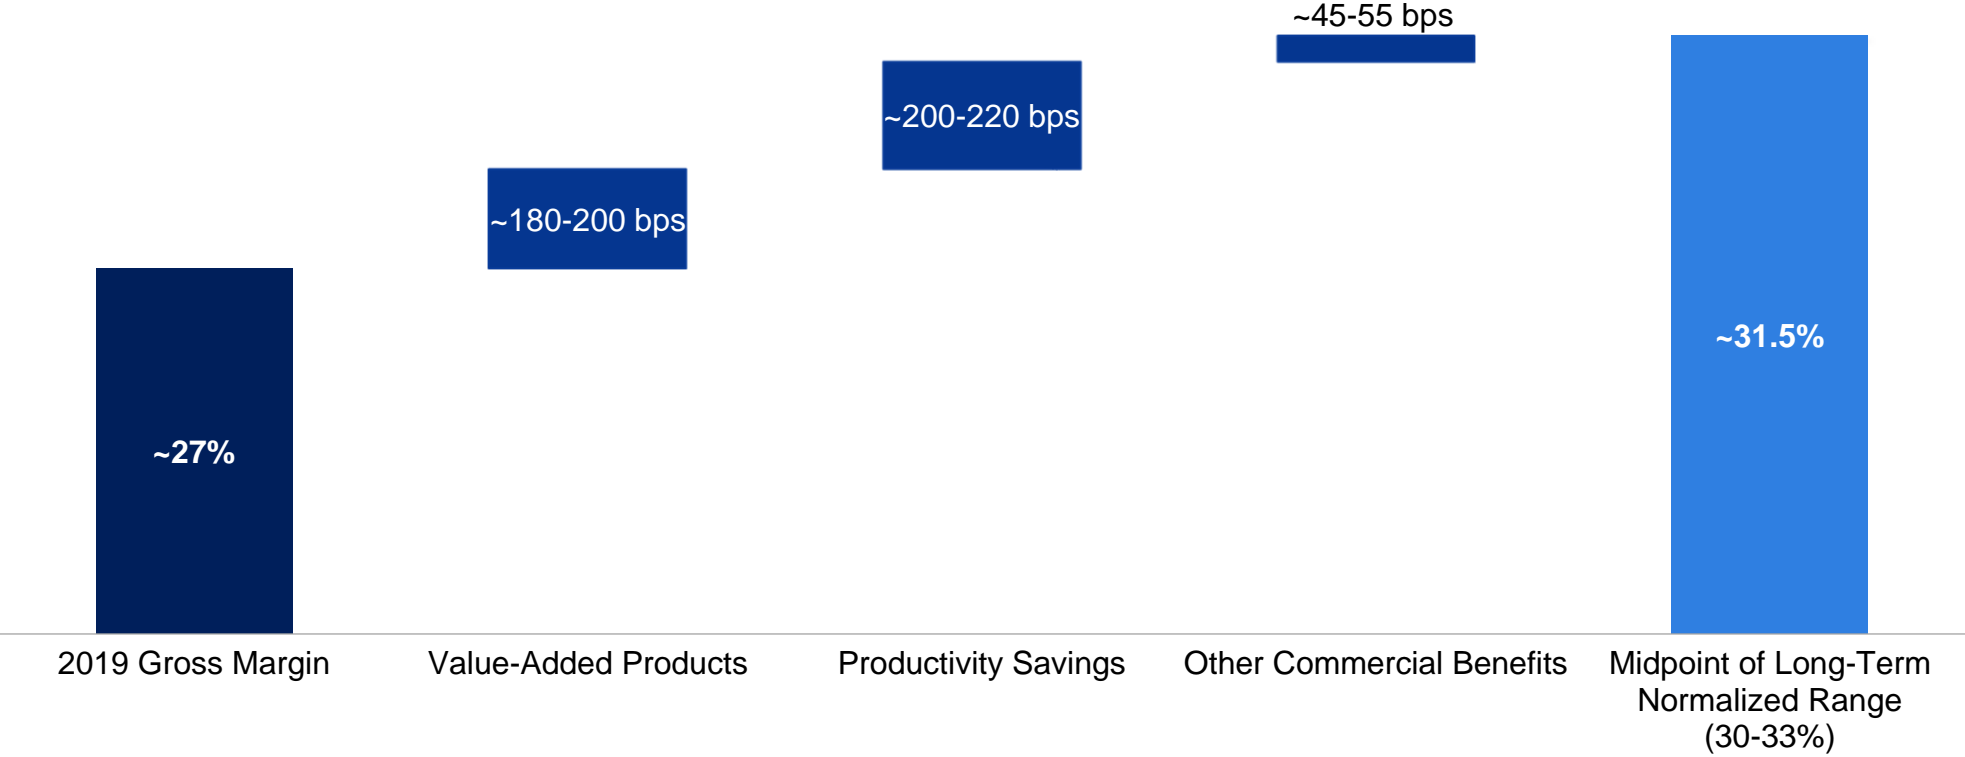 ~45-55 bps
~200-220 bps
~180-200 bps
~31.5%
~27%
2019 Gross Margin
Value-Added Products
Productivity Savings
Other Commercial Benefits
Midpoint of Long-Term
Normalized Range
(30-33%)